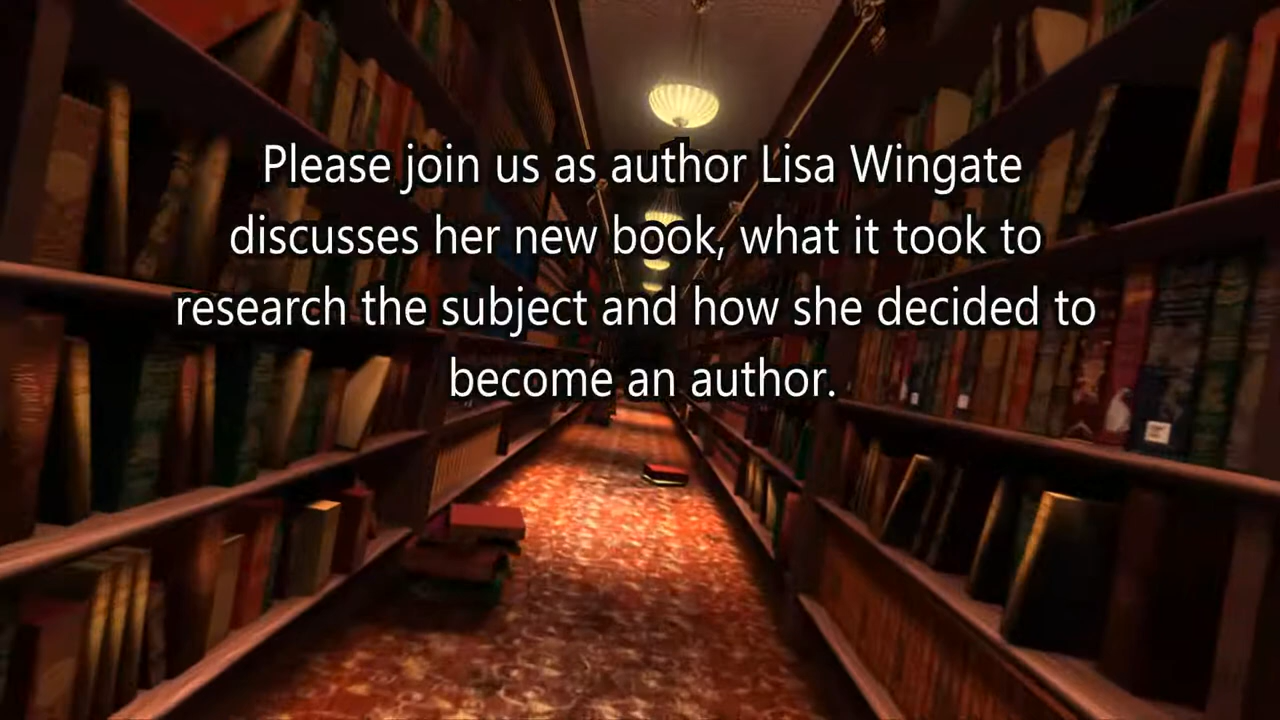 Please join us as author Lisa Wingate
discusses her new book, what it took to
research the subject and how she decided to
become an author.